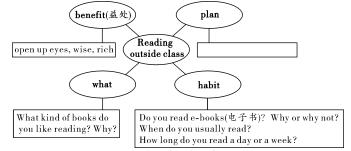 benefit(益处)
plan
open up eyes, wise, rich
Reading
outside class
what
habit
What kind of books do
you like reading? Why?
Do you read e-books(电子书)? Why or why not?
When do you usually read?
How long do you read a day or a week?